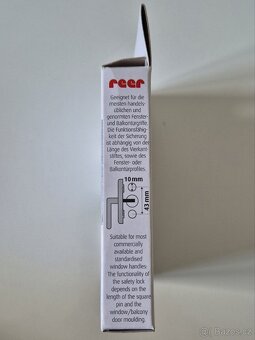 reer
Geeignet für die
meisten handels-
üblichen und
genormten Fenster-
und Balkontürgriffe.
Die Funktionsfähig-
keit der Sicherung
ist abhängig von der
Länge des Vierkant-
stiftes, sowie des
Fenster- oder
Balkontürprofiles.
10 mm
43 mm
Suitable for most
commercially
available and
standardised
window handles.
The functionality of
the safety lock
depends on the
length of the square
pin and the
window/balcony
door moulding.